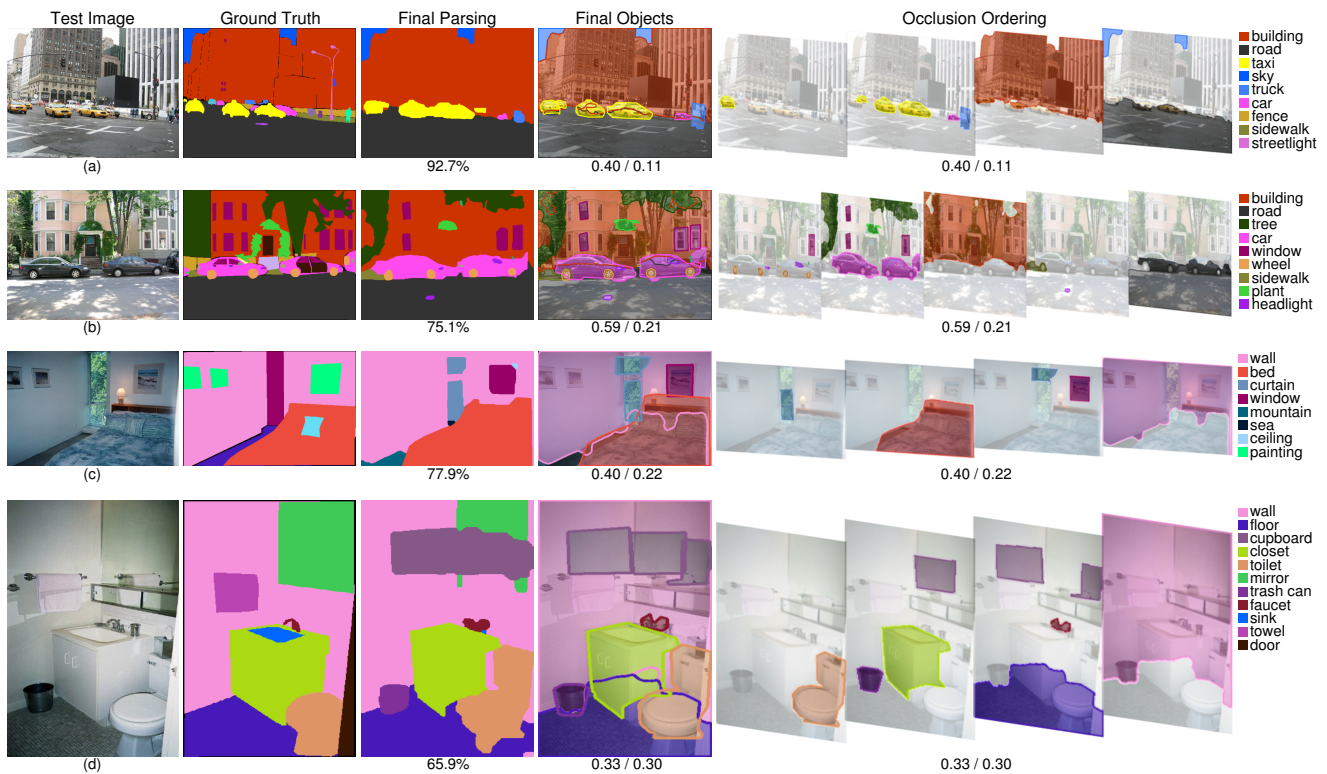 Test Image Ground Truth Final Parsing Final Objects Occlusion Ordering
building
road
taxi
sky
truck
car
fence
sidewalk
streetlight
(a) 92.7% 0.40 / 0.11 0.40 / 0.11
building
road
tree
car
window
wheel
sidewalk
plant
headlight
(b) 75.1% 0.59 / 0.21 0.59 / 0.21
wall
bed
curtain
window
mountain
sea
ceiling
painting
(c) 77.9% 0.40 / 0.22 0.40 / 0.22
wall
floor
cupboard
closet
toilet
mirror
trash can
faucet
sink
towel
door
(d) 65.9% 0.33 / 0.30 0.33 / 0.30